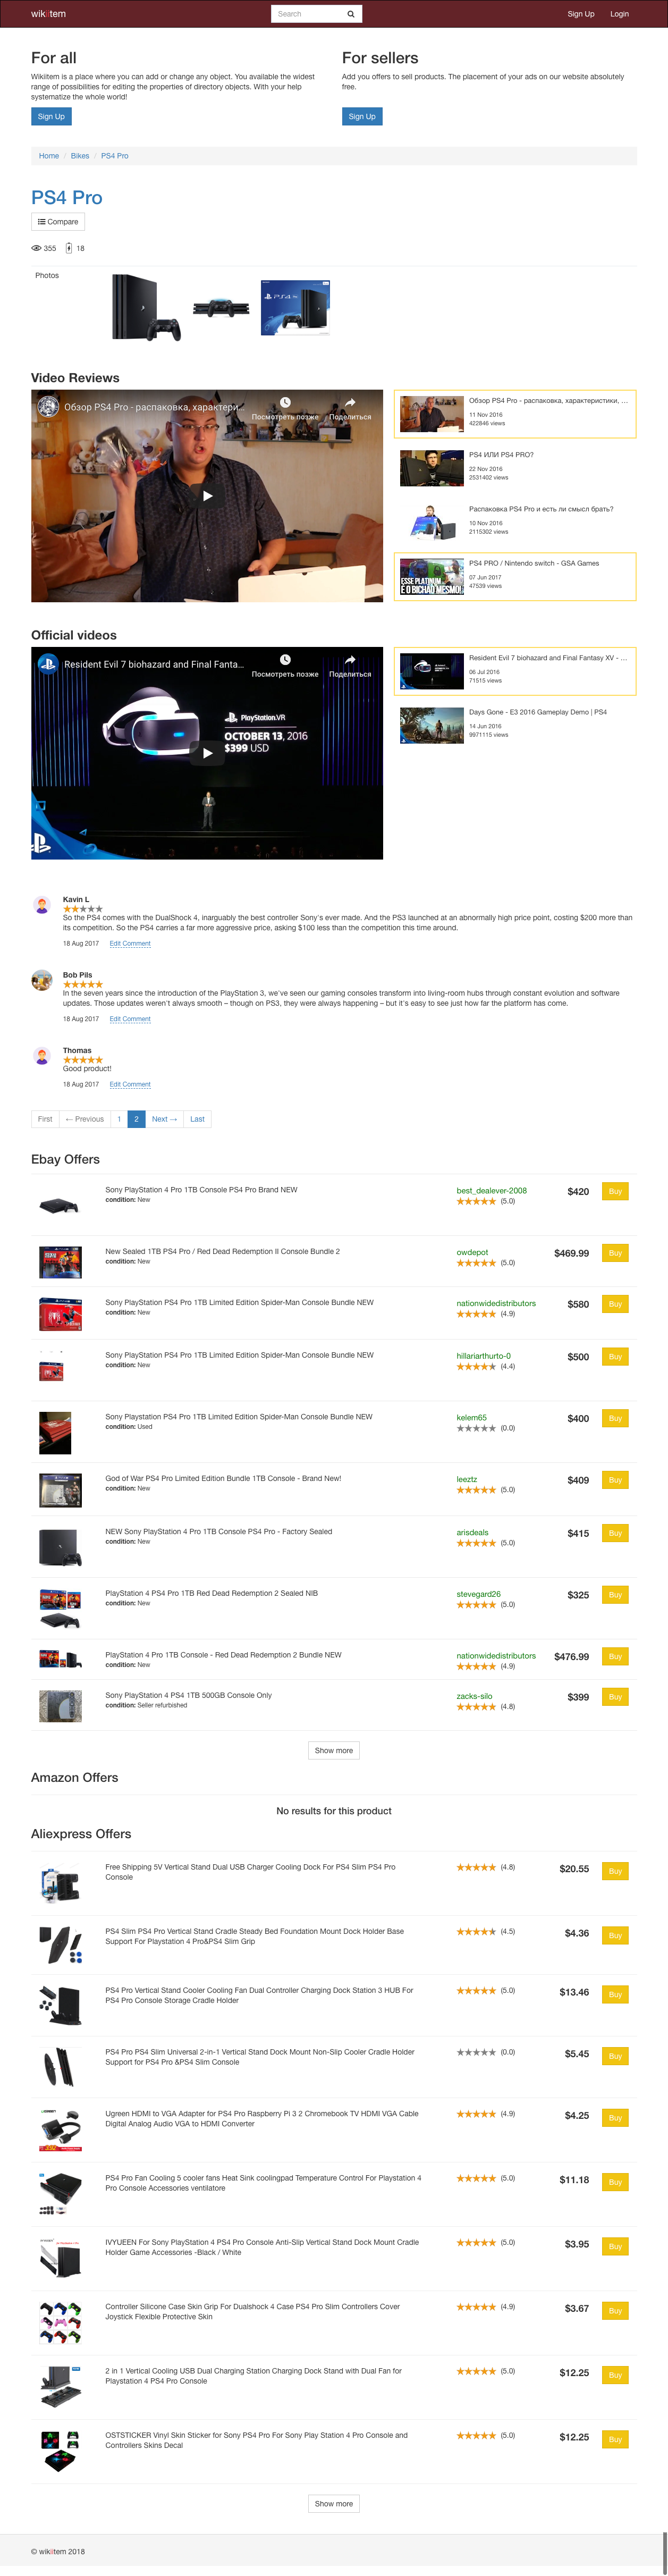 wikiitem
Search
Sign Up
Login
For all
Wikiitem is a place where you can add or change any object. You available the widest
range of possibilities for editing the properties of directory objects. With your help
systematize the whole world!
Sign Up
For sellers
Add you offers to sell products. The placement of your ads on our website absolutely
free.
Sign Up
Home / Bikes / PS4 Pro
PS4 Pro
Compare
355 18
Photos
Video Reviews
Обзор PS4 Pro - распаковка, характери...
Посмотреть позже
Поделиться
Обзор PS4 Pro - распаковка, характеристики, ...
11 Nov 2016
422846 views
PS4 ИЛИ PS4 PRO?
22 Nov 2016
2531402 views
Распаковка PS4 Pro и есть ли смысл брать?
10 Nov 2016
2115302 views
ESSE PLATINUM
É O BICHÃO MESMO!
PS4 PRO / Nintendo switch - GSA Games
07 Jun 2017
47539 views
Official videos
Resident Evil 7 biohazard and Final Fanta...
Посмотреть позже
Поделиться
PlayStation.VR
OCTOBER 13, 2016
$399 USD
Resident Evil 7 biohazard and Final Fantasy XV - ...
06 Jul 2016
71515 views
Days Gone - E3 2016 Gameplay Demo | PS4
14 Jun 2016
9971115 views
Kavin L
So the PS4 comes with the DualShock 4, inarguably the best controller Sony's ever made. And the PS3 launched at an abnormally high price point, costing $200 more than
its competition. So the PS4 carries a far more aggressive price, asking $100 less than the competition this time around.
18 Aug 2017 Edit Comment
Bob Pils
In the seven years since the introduction of the PlayStation 3, we've seen our gaming consoles transform into living-room hubs through constant evolution and software
updates. Those updates weren't always smooth – though on PS3, they were always happening – but it's easy to see just how far the platform has come.
18 Aug 2017 Edit Comment
Thomas
Good product!
18 Aug 2017 Edit Comment
First ← Previous 1 2 Next → Last
Ebay Offers
Sony PlayStation 4 Pro 1TB Console PS4 Pro Brand NEW
condition: New
best_dealever-2008
(5.0)
$420
Buy
New Sealed 1TB PS4 Pro / Red Dead Redemption II Console Bundle 2
condition: New
owdepot
(5.0)
$469.99
Buy
Sony PlayStation PS4 Pro 1TB Limited Edition Spider-Man Console Bundle NEW
condition: New
nationwidedistributors
(4.9)
$580
Buy
Sony PlayStation PS4 Pro 1TB Limited Edition Spider-Man Console Bundle NEW
condition: New
hillariarthurto-0
(4.4)
$500
Buy
Sony Playstation PS4 Pro 1TB Limited Edition Spider-Man Console Bundle NEW
condition: Used
kelem65
(0.0)
$400
Buy
God of War PS4 Pro Limited Edition Bundle 1TB Console - Brand New!
condition: New
leeztz
(5.0)
$409
Buy
NEW Sony PlayStation 4 Pro 1TB Console PS4 Pro - Factory Sealed
condition: New
arisdeals
(5.0)
$415
Buy
PlayStation 4 PS4 Pro 1TB Red Dead Redemption 2 Sealed NIB
condition: New
stevegard26
(5.0)
$325
Buy
PlayStation 4 Pro 1TB Console - Red Dead Redemption 2 Bundle NEW
condition: New
nationwidedistributors
(4.9)
$476.99
Buy
Sony PlayStation 4 PS4 1TB 500GB Console Only
condition: Seller refurbished
zacks-silo
(4.8)
$399
Buy
Show more
Amazon Offers
No results for this product
Aliexpress Offers
Free Shipping 5V Vertical Stand Dual USB Charger Cooling Dock For PS4 Slim PS4 Pro
Console
(4.8)
$20.55
Buy
PS4 Slim PS4 Pro Vertical Stand Cradle Steady Bed Foundation Mount Dock Holder Base
Support For Playstation 4 Pro&PS4 Slim Grip
(4.5)
$4.36
Buy
PS4 Pro Vertical Stand Cooler Cooling Fan Dual Controller Charging Dock Station 3 HUB For
PS4 Pro Console Storage Cradle Holder
(5.0)
$13.46
Buy
PS4 Pro PS4 Slim Universal 2-in-1 Vertical Stand Dock Mount Non-Slip Cooler Cradle Holder
Support for PS4 Pro &PS4 Slim Console
(0.0)
$5.45
Buy
Ugreen HDMI to VGA Adapter for PS4 Pro Raspberry Pi 3 2 Chromebook TV HDMI VGA Cable
Digital Analog Audio VGA to HDMI Converter
(4.9)
$4.25
Buy
PS4 Pro Fan Cooling 5 cooler fans Heat Sink coolingpad Temperature Control For Playstation 4
Pro Console Accessories ventilatore
(5.0)
$11.18
Buy
IVYUEEN For Sony PlayStation 4 PS4 Pro Console Anti-Slip Vertical Stand Dock Mount Cradle
Holder Game Accessories -Black / White
(5.0)
$3.95
Buy
Controller Silicone Case Skin Grip For Dualshock 4 Case PS4 Pro Slim Controllers Cover
Joystick Flexible Protective Skin
(4.9)
$3.67
Buy
2 in 1 Vertical Cooling USB Dual Charging Station Charging Dock Stand with Dual Fan for
Playstation 4 PS4 Pro Console
(5.0)
$12.25
Buy
OSTSTICKER Vinyl Skin Sticker for Sony PS4 Pro For Sony Play Station 4 Pro Console and
Controllers Skins Decal
(5.0)
$12.25
Buy
Show more
© wikiitem 2018